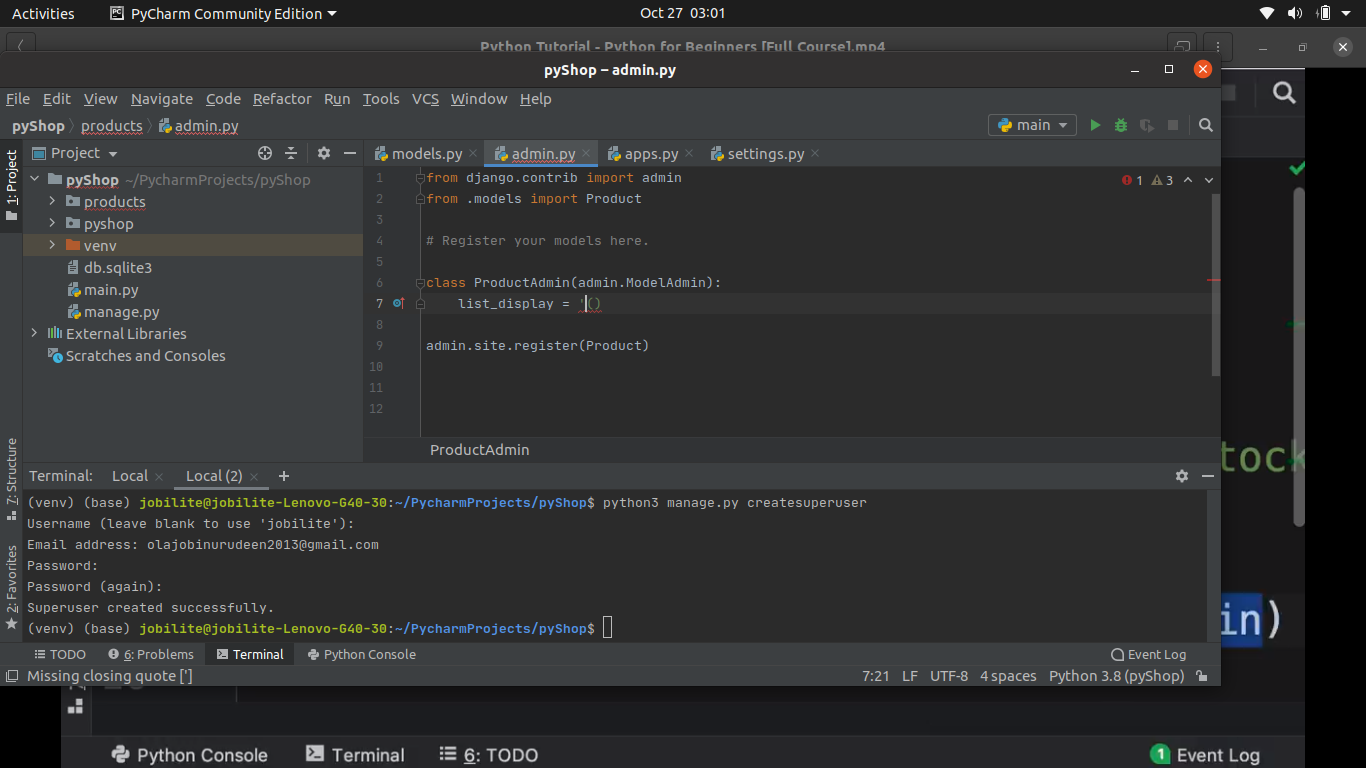 Activities PyCharm Community Edition Oct 27 03:01
Python Tutorial - Python for Beginners [Full Course].mp4
pyShop – admin.py
File Edit View Navigate Code Refactor Run Tools VCS Window Help
pyShop products admin.py main
1: Project
Project
models.py admin.py apps.py settings.py
pyShop ~/PycharmProjects/pyShop
products
pyshop
venv
db.sqlite3
main.py
manage.py
External Libraries
Scratches and Consoles
1 from django.contrib import admin
1 3
2 from .models import Product
3
4 # Register your models here.
5
6 class ProductAdmin(admin.ModelAdmin):
7 list_display = '()
8
9 admin.site.register(Product)
10
11
12
ProductAdmin
tock
in)
7: Structure
2: Favorites
Terminal: Local Local (2) +
(venv) (base) jobilite@jobilite-Lenovo-G40-30:~/PycharmProjects/pyShop$ python3 manage.py createsuperuser
Username (leave blank to use 'jobilite'):
Email address: olajobinurudeen2013@gmail.com
Password:
Password (again):
Superuser created successfully.
(venv) (base) jobilite@jobilite-Lenovo-G40-30:~/PycharmProjects/pyShop$
TODO 6: Problems Terminal Python Console Event Log
Missing closing quote ['] 7:21 LF UTF-8 4 spaces Python 3.8 (pyShop)
Python Console Terminal 6: TODO 1 Event Log